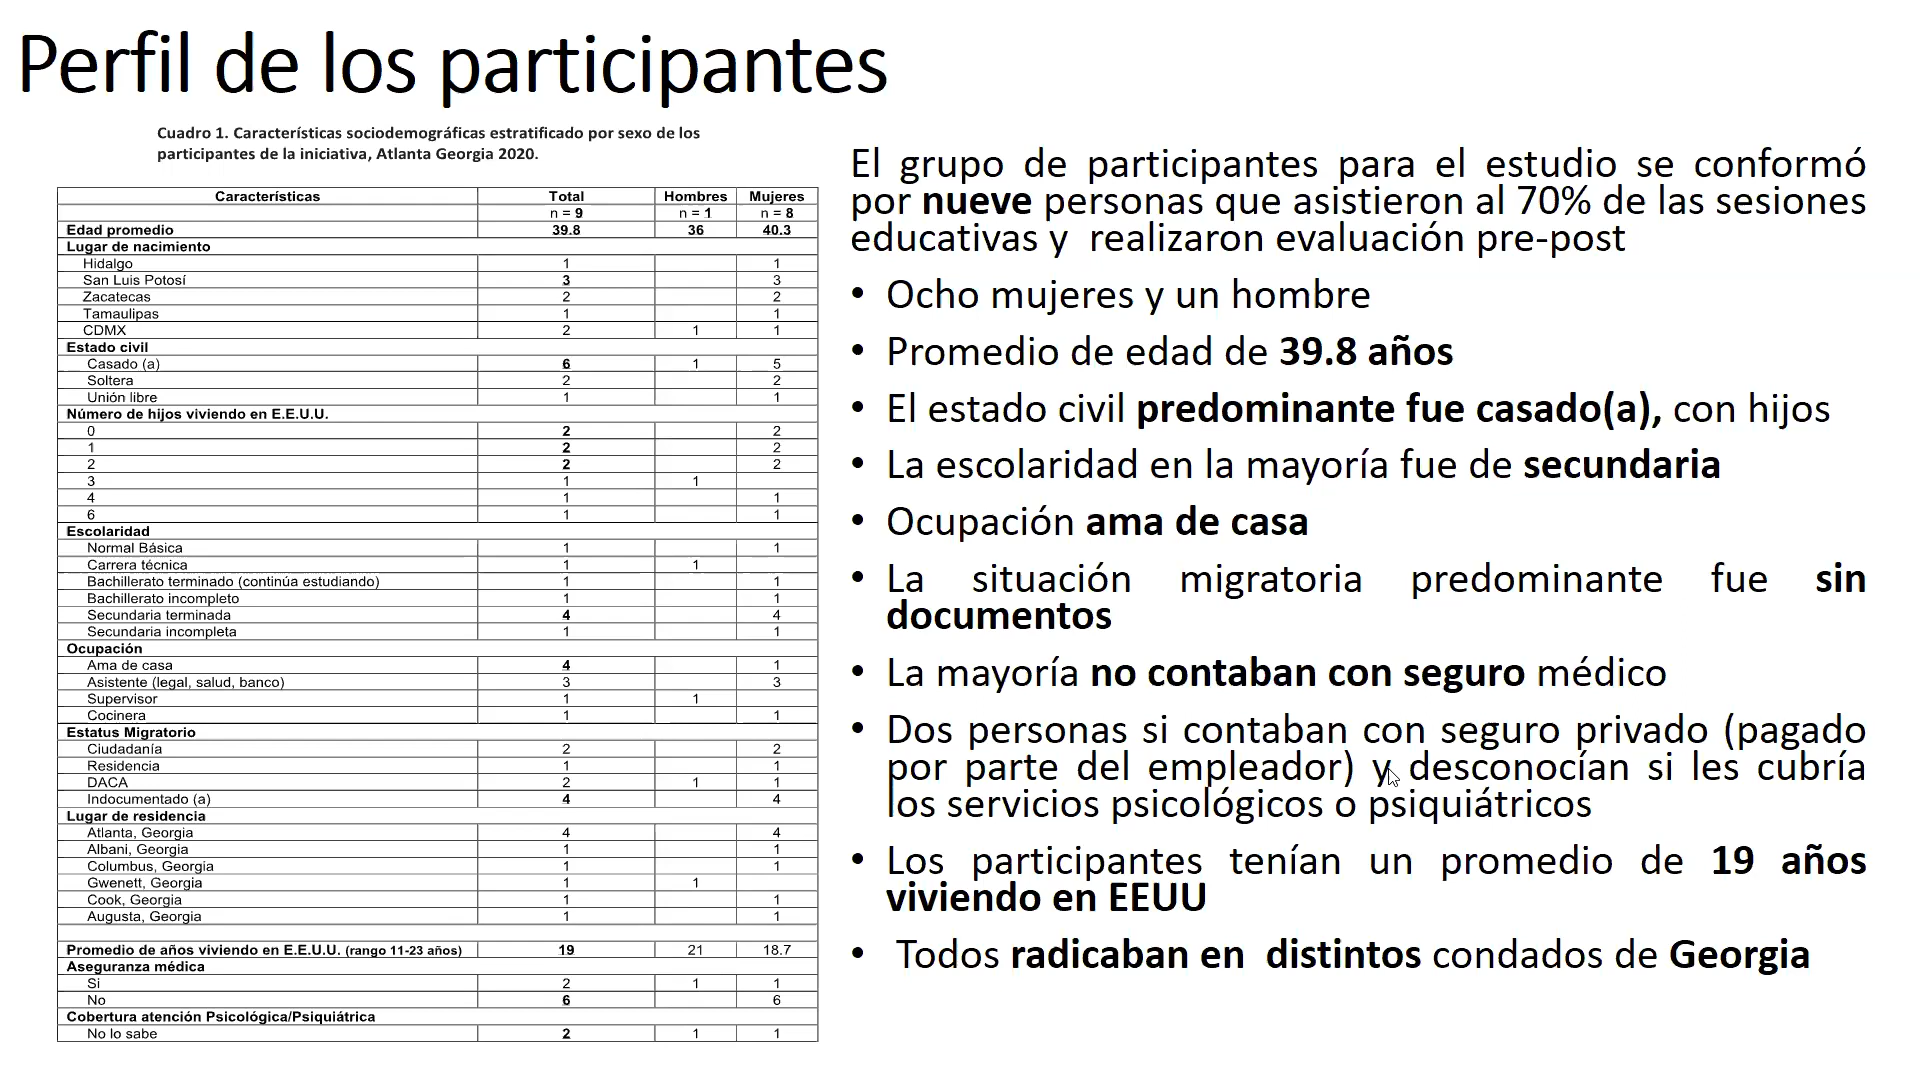 Perfil de los participantes
Cuadro 1. Características sociodemográficas estratificado por sexo de los
participantes de la iniciativa, Atlanta Georgia 2020.
Características Total Hombres Mujeres
n = 9 n = 1 n = 8
Edad promedio 39.8 36 40.3
Lugar de nacimiento
Hidalgo 1 1
San Luis Potosí 3 3
Zacatecas 2 2
Tamaulipas 1 1
CDMX 2 1 1
Estado civil
Casado (a) 6 1 5
Soltera 2 2
Unión libre 1 1
Número de hijos viviendo en E.E.U.U.
0 2 2
1 2 2
2 2 2
3 1 1
4 1 1
6 1 1
Escolaridad
Normal Básica 1 1
Carrera técnica 1 1
Bachillerato terminado (continúa estudiando) 1 1
Bachillerato incompleto 1 1
Secundaria terminada 4 4
Secundaria incompleta 1 1
Ocupación
Ama de casa 4 1
Asistente (legal, salud, banco) 3 3
Supervisor 1 1
Cocinera 1 1
Estatus Migratorio
Ciudadanía 2 2
Residencia 1 1
DACA 2 1 1
Indocumentado (a) 4 4
Lugar de residencia
Atlanta, Georgia 4 4
Albani, Georgia 1 1
Columbus, Georgia 1 1
Gwenett, Georgia 1 1
Cook, Georgia 1 1
Augusta, Georgia 1 1
Promedio de años viviendo en E.E.U.U. (rango 11-23 años) 19 21 18.7
Aseguranza médica
Si 2 1 1
No 6 6
Cobertura atención Psicológica/Psiquiátrica
No lo sabe 2 1 1
El grupo de participantes para el estudio se conformó
por nueve personas que asistieron al 70% de las sesiones
educativas y realizaron evaluación pre-post
• Ocho mujeres y un hombre
• Promedio de edad de 39.8 años
• El estado civil predominante fue casado(a), con hijos
• La escolaridad en la mayoría fue de secundaria
• Ocupación ama de casa
• La situación migratoria predominante fue sin
documentos
• La mayoría no contaban con seguro médico
• Dos personas si contaban con seguro privado (pagado
por parte del empleador) y desconocían si les cubría
los servicios psicológicos o psiquiátricos
• Los participantes tenían un promedio de 19 años
viviendo en EEUU
• Todos radicaban en distintos condados de Georgia